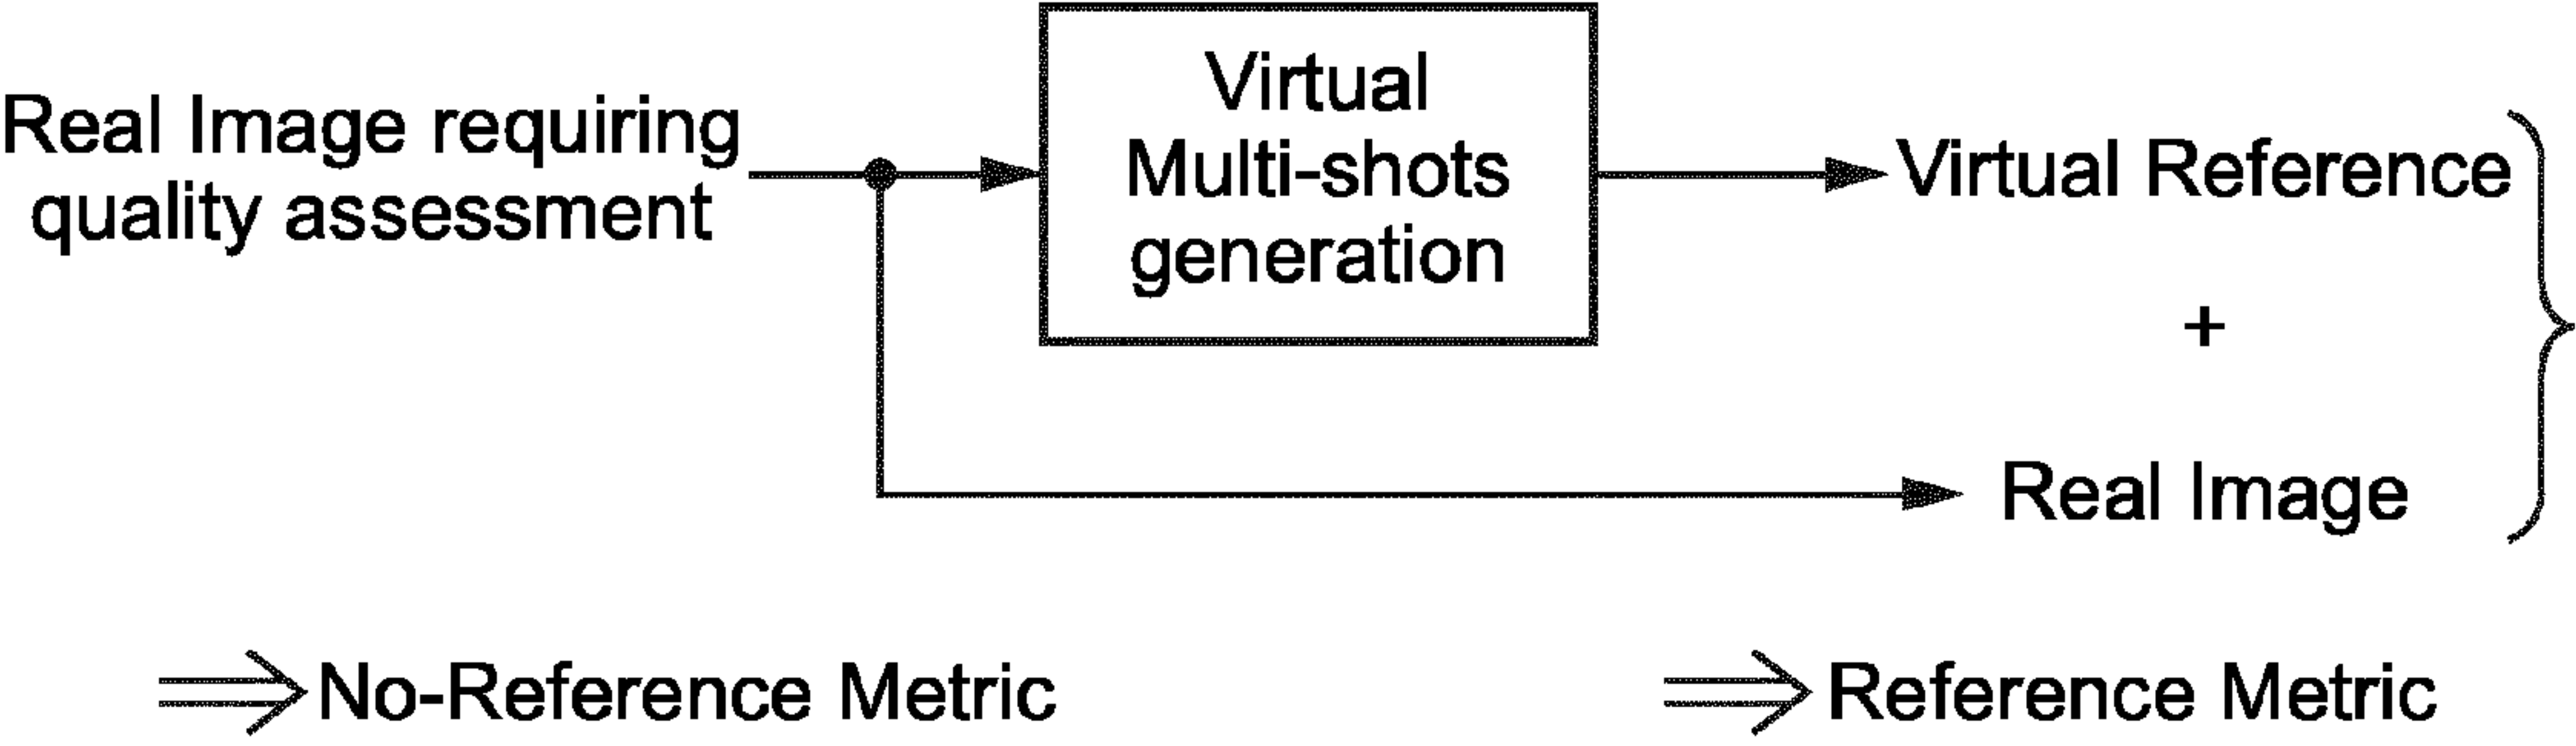 Real Image requiring
quality assessment
Virtual
Multi-shots
generation
Virtual Reference
+
Real Image
No-Reference Metric
Reference Metric